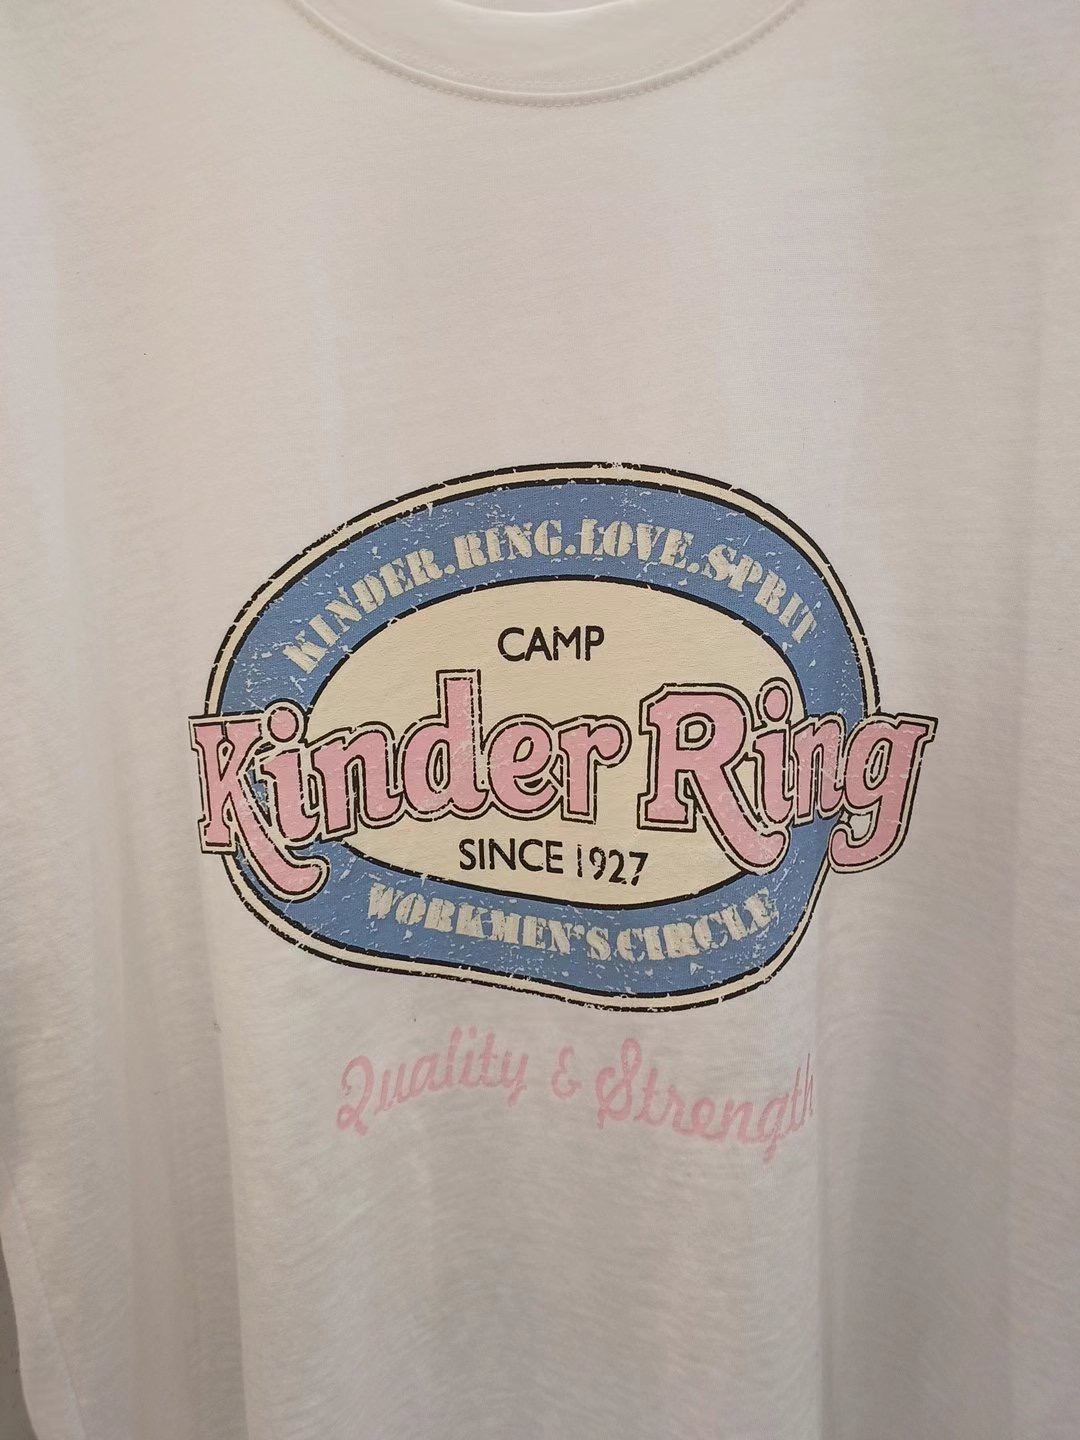 KINDER.RING.LOVE.SPRIT
CAMP
Kinder Ring
SINCE 1927
WORKMEN'S.CIRCLE
Quality & Strength